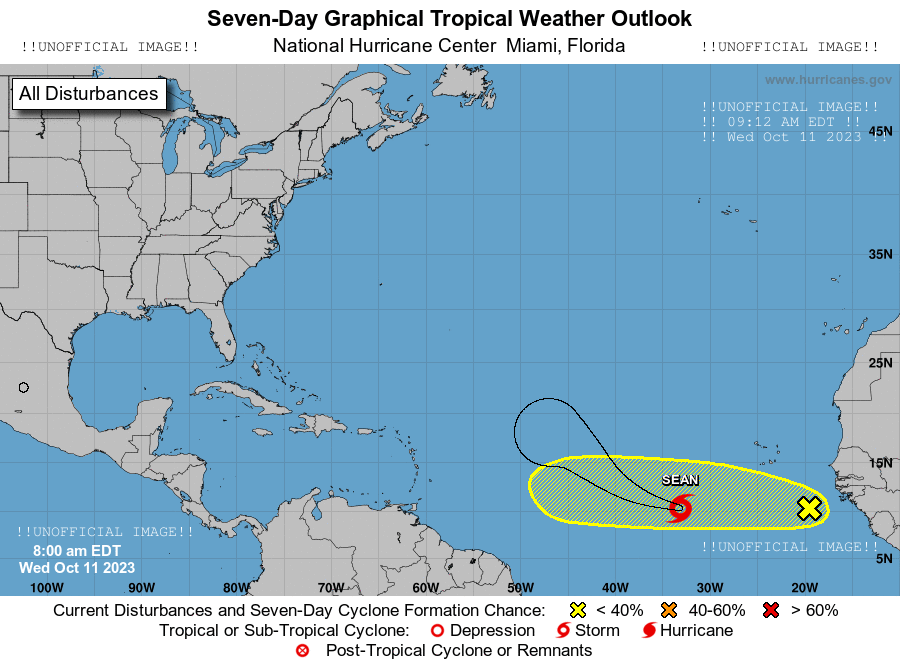 Seven-Day Graphical Tropical Weather Outlook
!!UNOFFICIAL IMAGE!! National Hurricane Center Miami, Florida !!UNOFFICIAL IMAGE!!
www.hurricanes.gov
All Disturbances
!!UNOFFICIAL IMAGE!!
!! 09:12 AM EDT !!
!! Wed Oct 11 2023 !!
45N
35N
25N
15N
SEAN
!!UNOFFICIAL IMAGE!!
8:00 am EDT
Wed Oct 11 2023
!!UNOFFICIAL IMAGE!!
5N
100W 90W 80W 70W 60W 50W 40W 30W 20W
Current Disturbances and Seven-Day Cyclone Formation Chance: < 40% 40-60% > 60%
Tropical or Sub-Tropical Cyclone: Depression Storm Hurricane
Post-Tropical Cyclone or Remnants